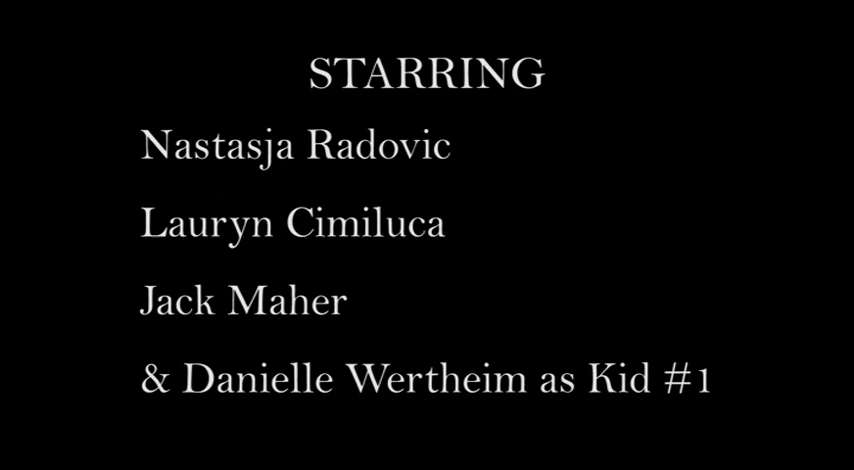 STARRING
Nastasja Radovic
Lauryn Cimiluca
Jack Maher
& Danielle Wertheim as Kid #1